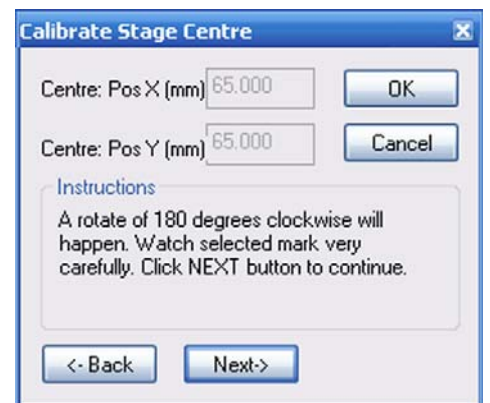 Calibrate Stage Centre
Centre: Pos X (mm) 65.000 OK
Centre: Pos Y (mm) 65.000 Cancel
Instructions
A rotate of 180 degrees clockwise will
happen. Watch selected mark very
carefully. Click NEXT button to continue.
<- Back Next->